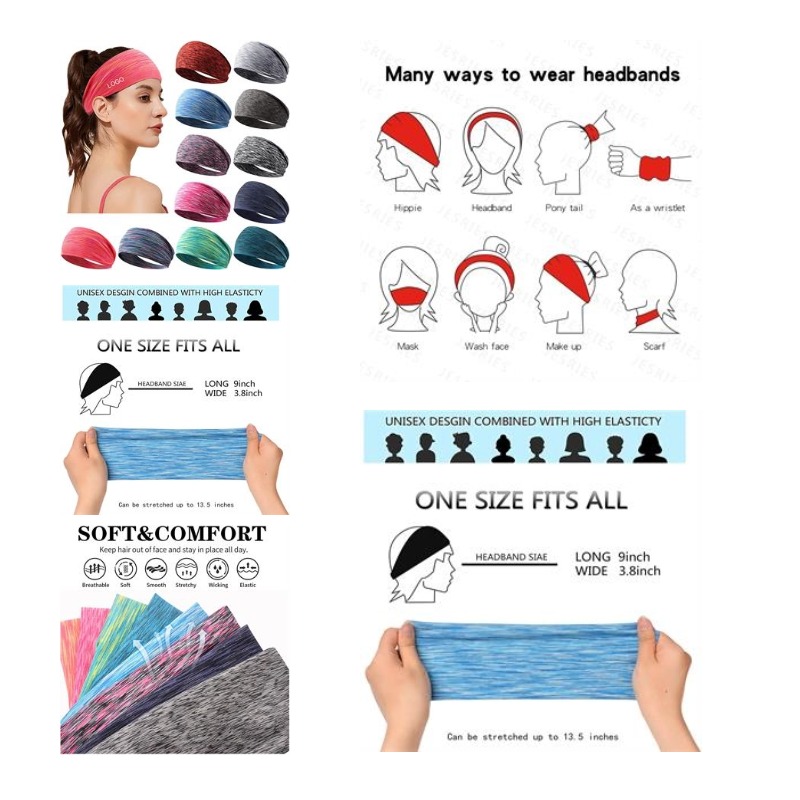 LOGO
UNISEX DESGIN COMBINED WITH HIGH ELASTICTY
ONE SIZE FITS ALL
HEADBAND SIAE
LONG 9inch
WIDE 3.8inch
Can be stretched up to 13.5 inches
SOFT&COMFORT
Keep hair out of face and stay in place all day.
Breathable Soft Smooth Stretchy Wicking Elastic
Many ways to wear headbands
Hippie Headband Pony tail As a wristlet
Mask Wash face Make up Scarf
JESRIES
UNISEX DESGIN COMBINED WITH HIGH ELASTICTY
ONE SIZE FITS ALL
HEADBAND SIAE
LONG 9inch
WIDE 3.8inch
Can be stretched up to 13.5 inches